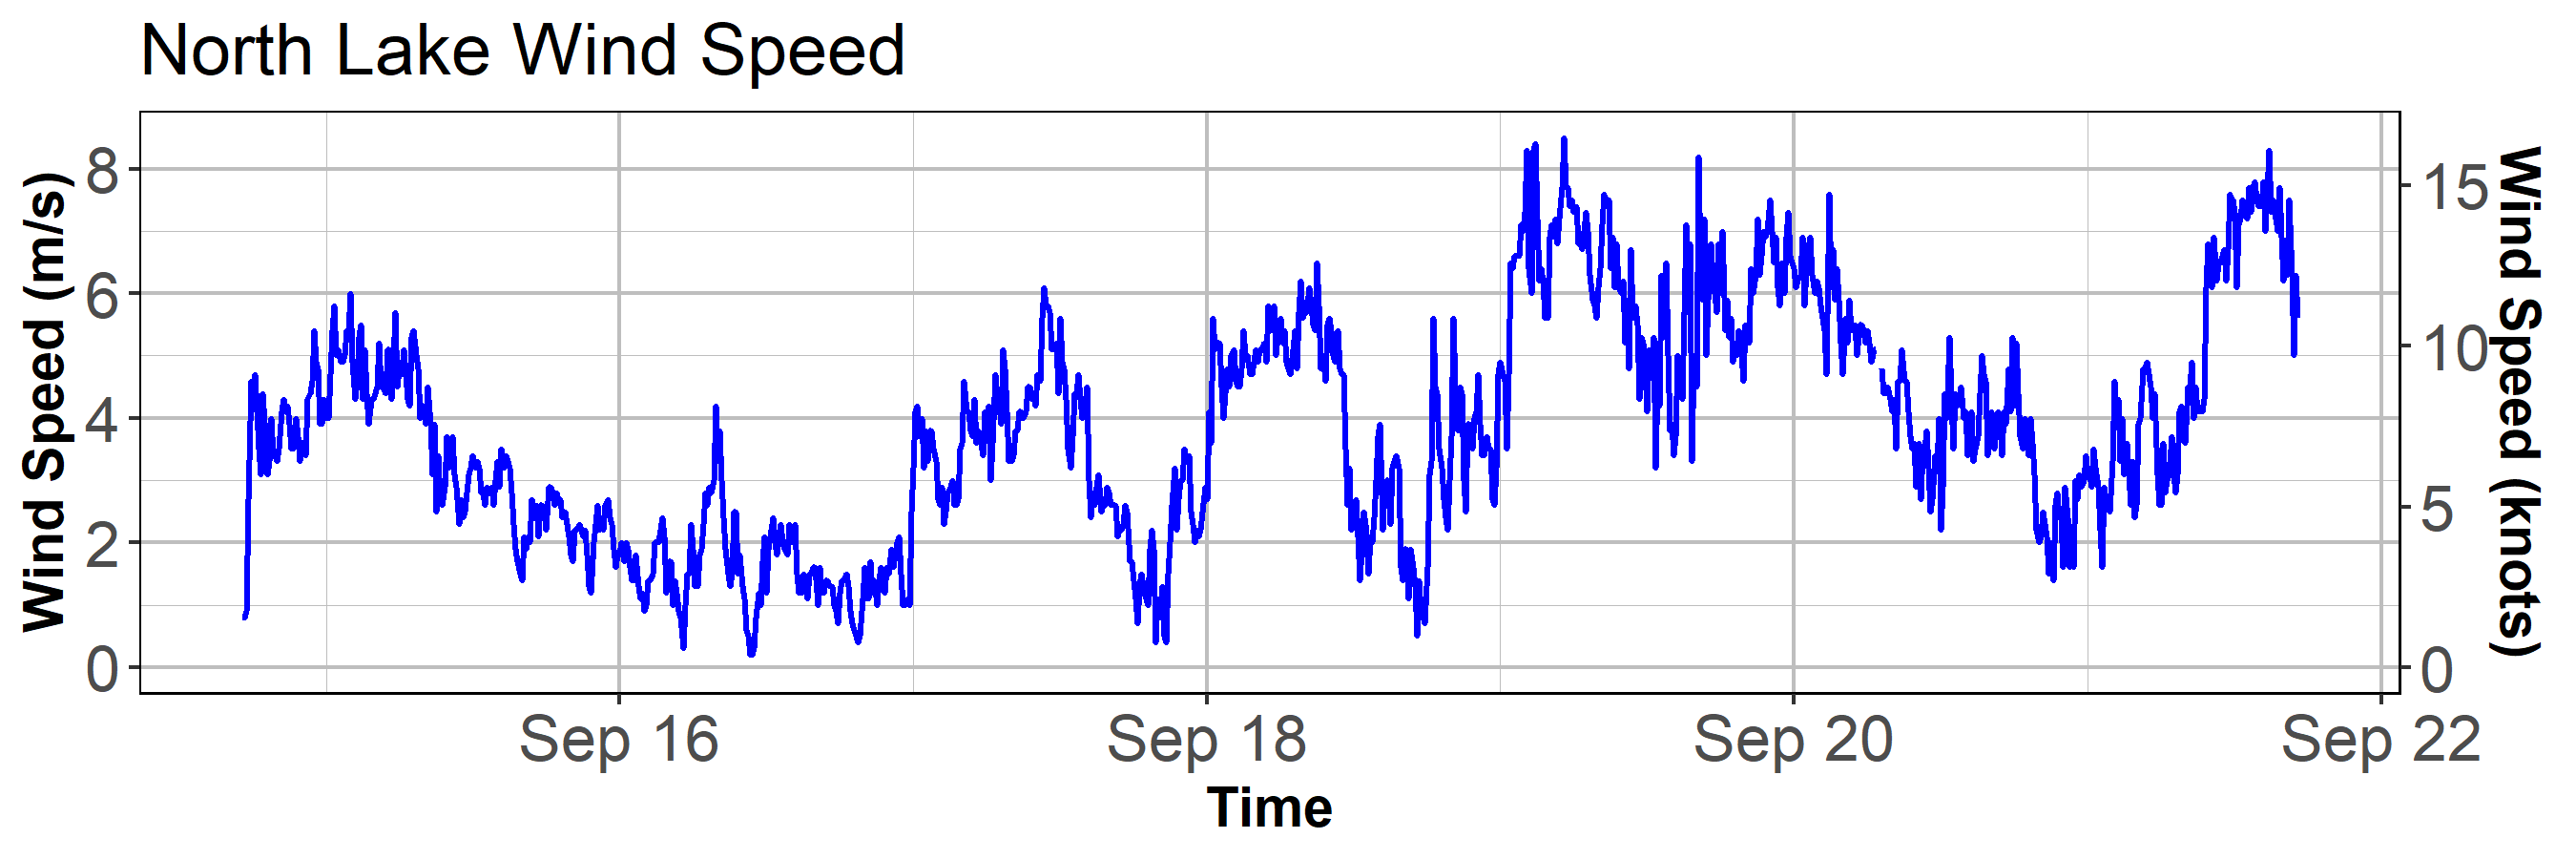 North Lake Wind Speed
Wind Speed (m/s)
8
6
4
2
0
15
10
5
0
Wind Speed (knots)
Sep 16 Sep 18 Sep 20 Sep 22
Time